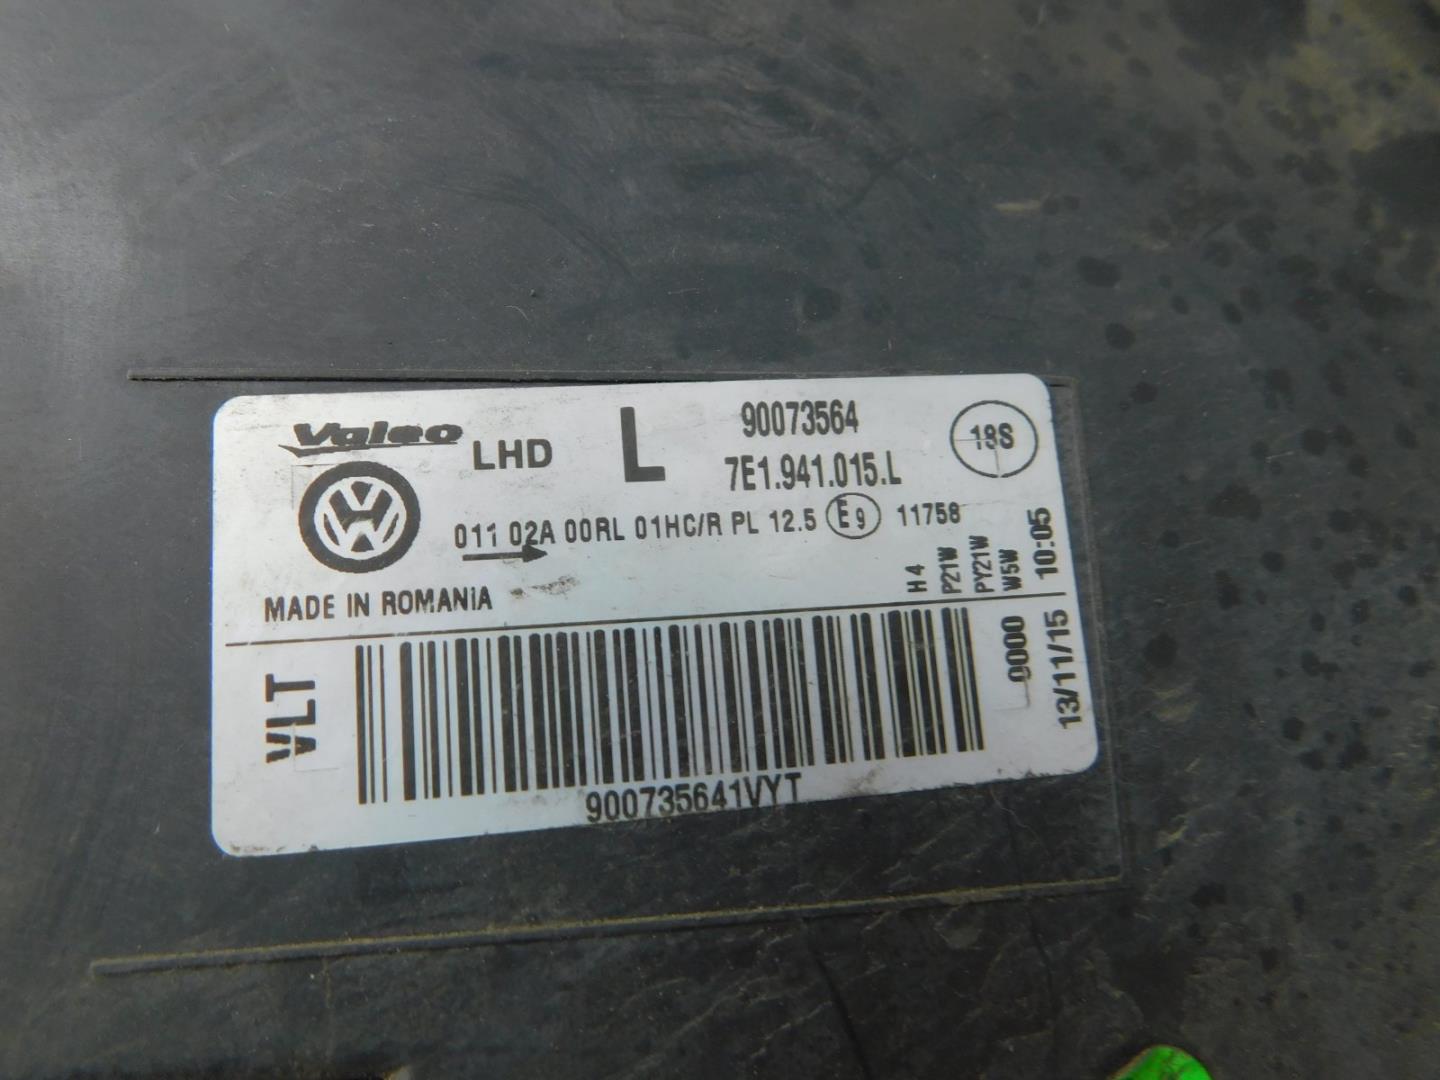 Valeo LHD L 90073564 18S
7E1.941.015.L
011 02A 00RL 01HC/R PL 12.5 E9 11758
MADE IN ROMANIA
H4
P21W
PY21W
W5W
10:05
VLT
0000
13/11/15
900735641VYT